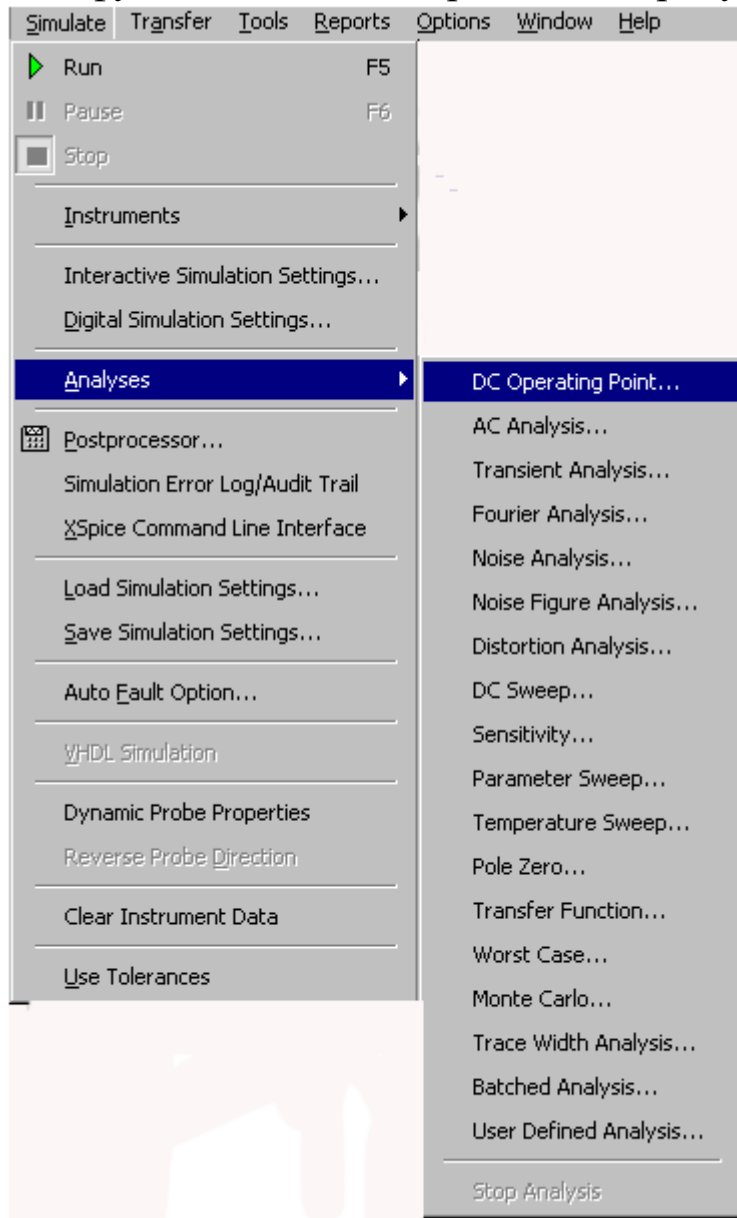 Simulate Transfer Tools Reports Options Window Help
Run F5
Pause F6
Stop
Instruments
Interactive Simulation Settings...
Digital Simulation Settings...
Analyses
Postprocessor...
Simulation Error Log/Audit Trail
XSpice Command Line Interface
Load Simulation Settings...
Save Simulation Settings...
Auto Fault Option...
VHDL Simulation
Dynamic Probe Properties
Reverse Probe Direction
Clear Instrument Data
Use Tolerances
DC Operating Point...
AC Analysis...
Transient Analysis...
Fourier Analysis...
Noise Analysis...
Noise Figure Analysis...
Distortion Analysis...
DC Sweep...
Sensitivity...
Parameter Sweep...
Temperature Sweep...
Pole Zero...
Transfer Function...
Worst Case...
Monte Carlo...
Trace Width Analysis...
Batched Analysis...
User Defined Analysis...
Stop Analysis